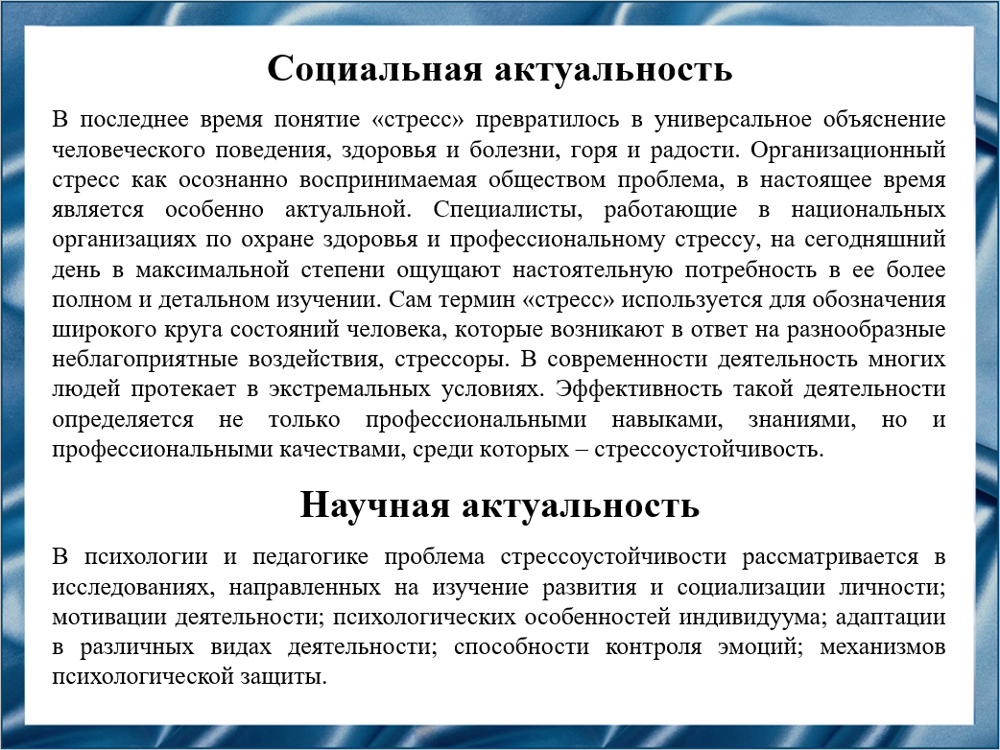 Социальная актуальность
В последнее время понятие «стресс» превратилось в универсальное объяснение
человеческого поведения, здоровья и болезни, горя и радости. Организационный
стресс как осознанно воспринимаемая обществом проблема, в настоящее время
является особенно актуальной. Специалисты, работающие в национальных
организациях по охране здоровья и профессиональному стрессу, на сегодняшний
день в максимальной степени ощущают настоятельную потребность в ее более
полном и детальном изучении. Сам термин «стресс» используется для обозначения
широкого круга состояний человека, которые возникают в ответ на разнообразные
неблагоприятные воздействия, стрессоры. В современности деятельность многих
людей протекает в экстремальных условиях. Эффективность такой деятельности
определяется не только профессиональными навыками, знаниями, но и
профессиональными качествами, среди которых – стрессоустойчивость.
Научная актуальность
В психологии и педагогике проблема стрессоустойчивости рассматривается в
исследованиях, направленных на изучение развития и социализации личности;
мотивации деятельности; психологических особенностей индивидуума; адаптации
в различных видах деятельности; способности контроля эмоций; механизмов
психологической защиты.